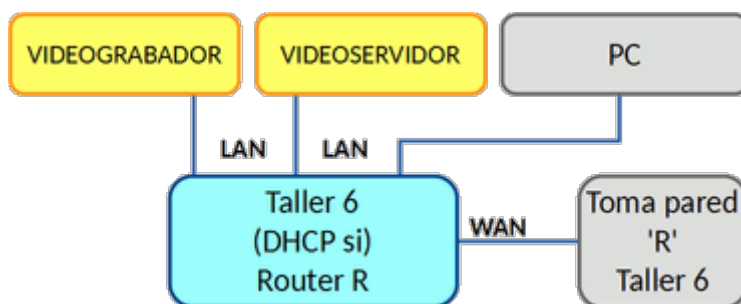 VIDEOGRABADOR
VIDEOSERVIDOR
PC
LAN
LAN
Taller 6
(DHCP si)
Router R
WAN
Toma pared
'R'
Taller 6